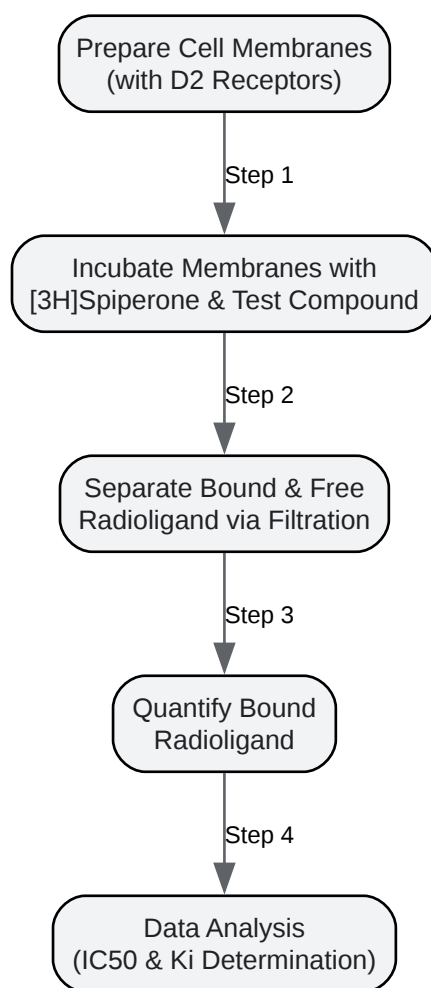 Prepare Cell Membranes
(with D2 Receptors)
Step 1
Incubate Membranes with
[3H]Spiperone & Test Compound
Step 2
Separate Bound & Free
Radioligand via Filtration
Step 3
Quantify Bound
Radioligand
Step 4
Data Analysis
(IC50 & Ki Determination)